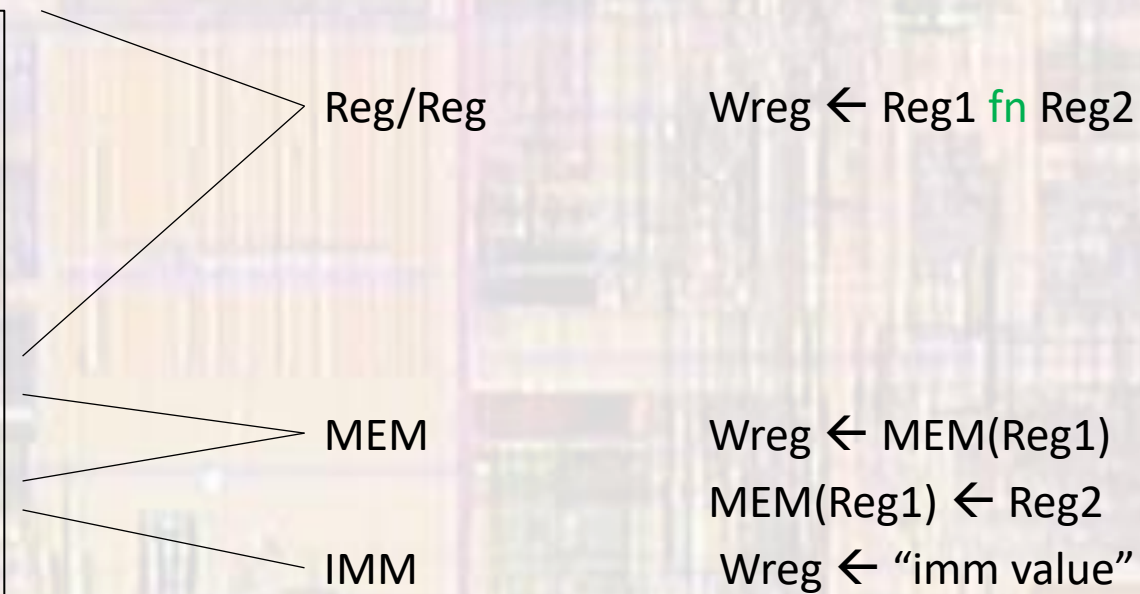 Reg/Reg Wreg ← Reg1 fn Reg2
MEM Wreg ← MEM(Reg1)
MEM(Reg1) ← Reg2
IMM Wreg ← “imm value”